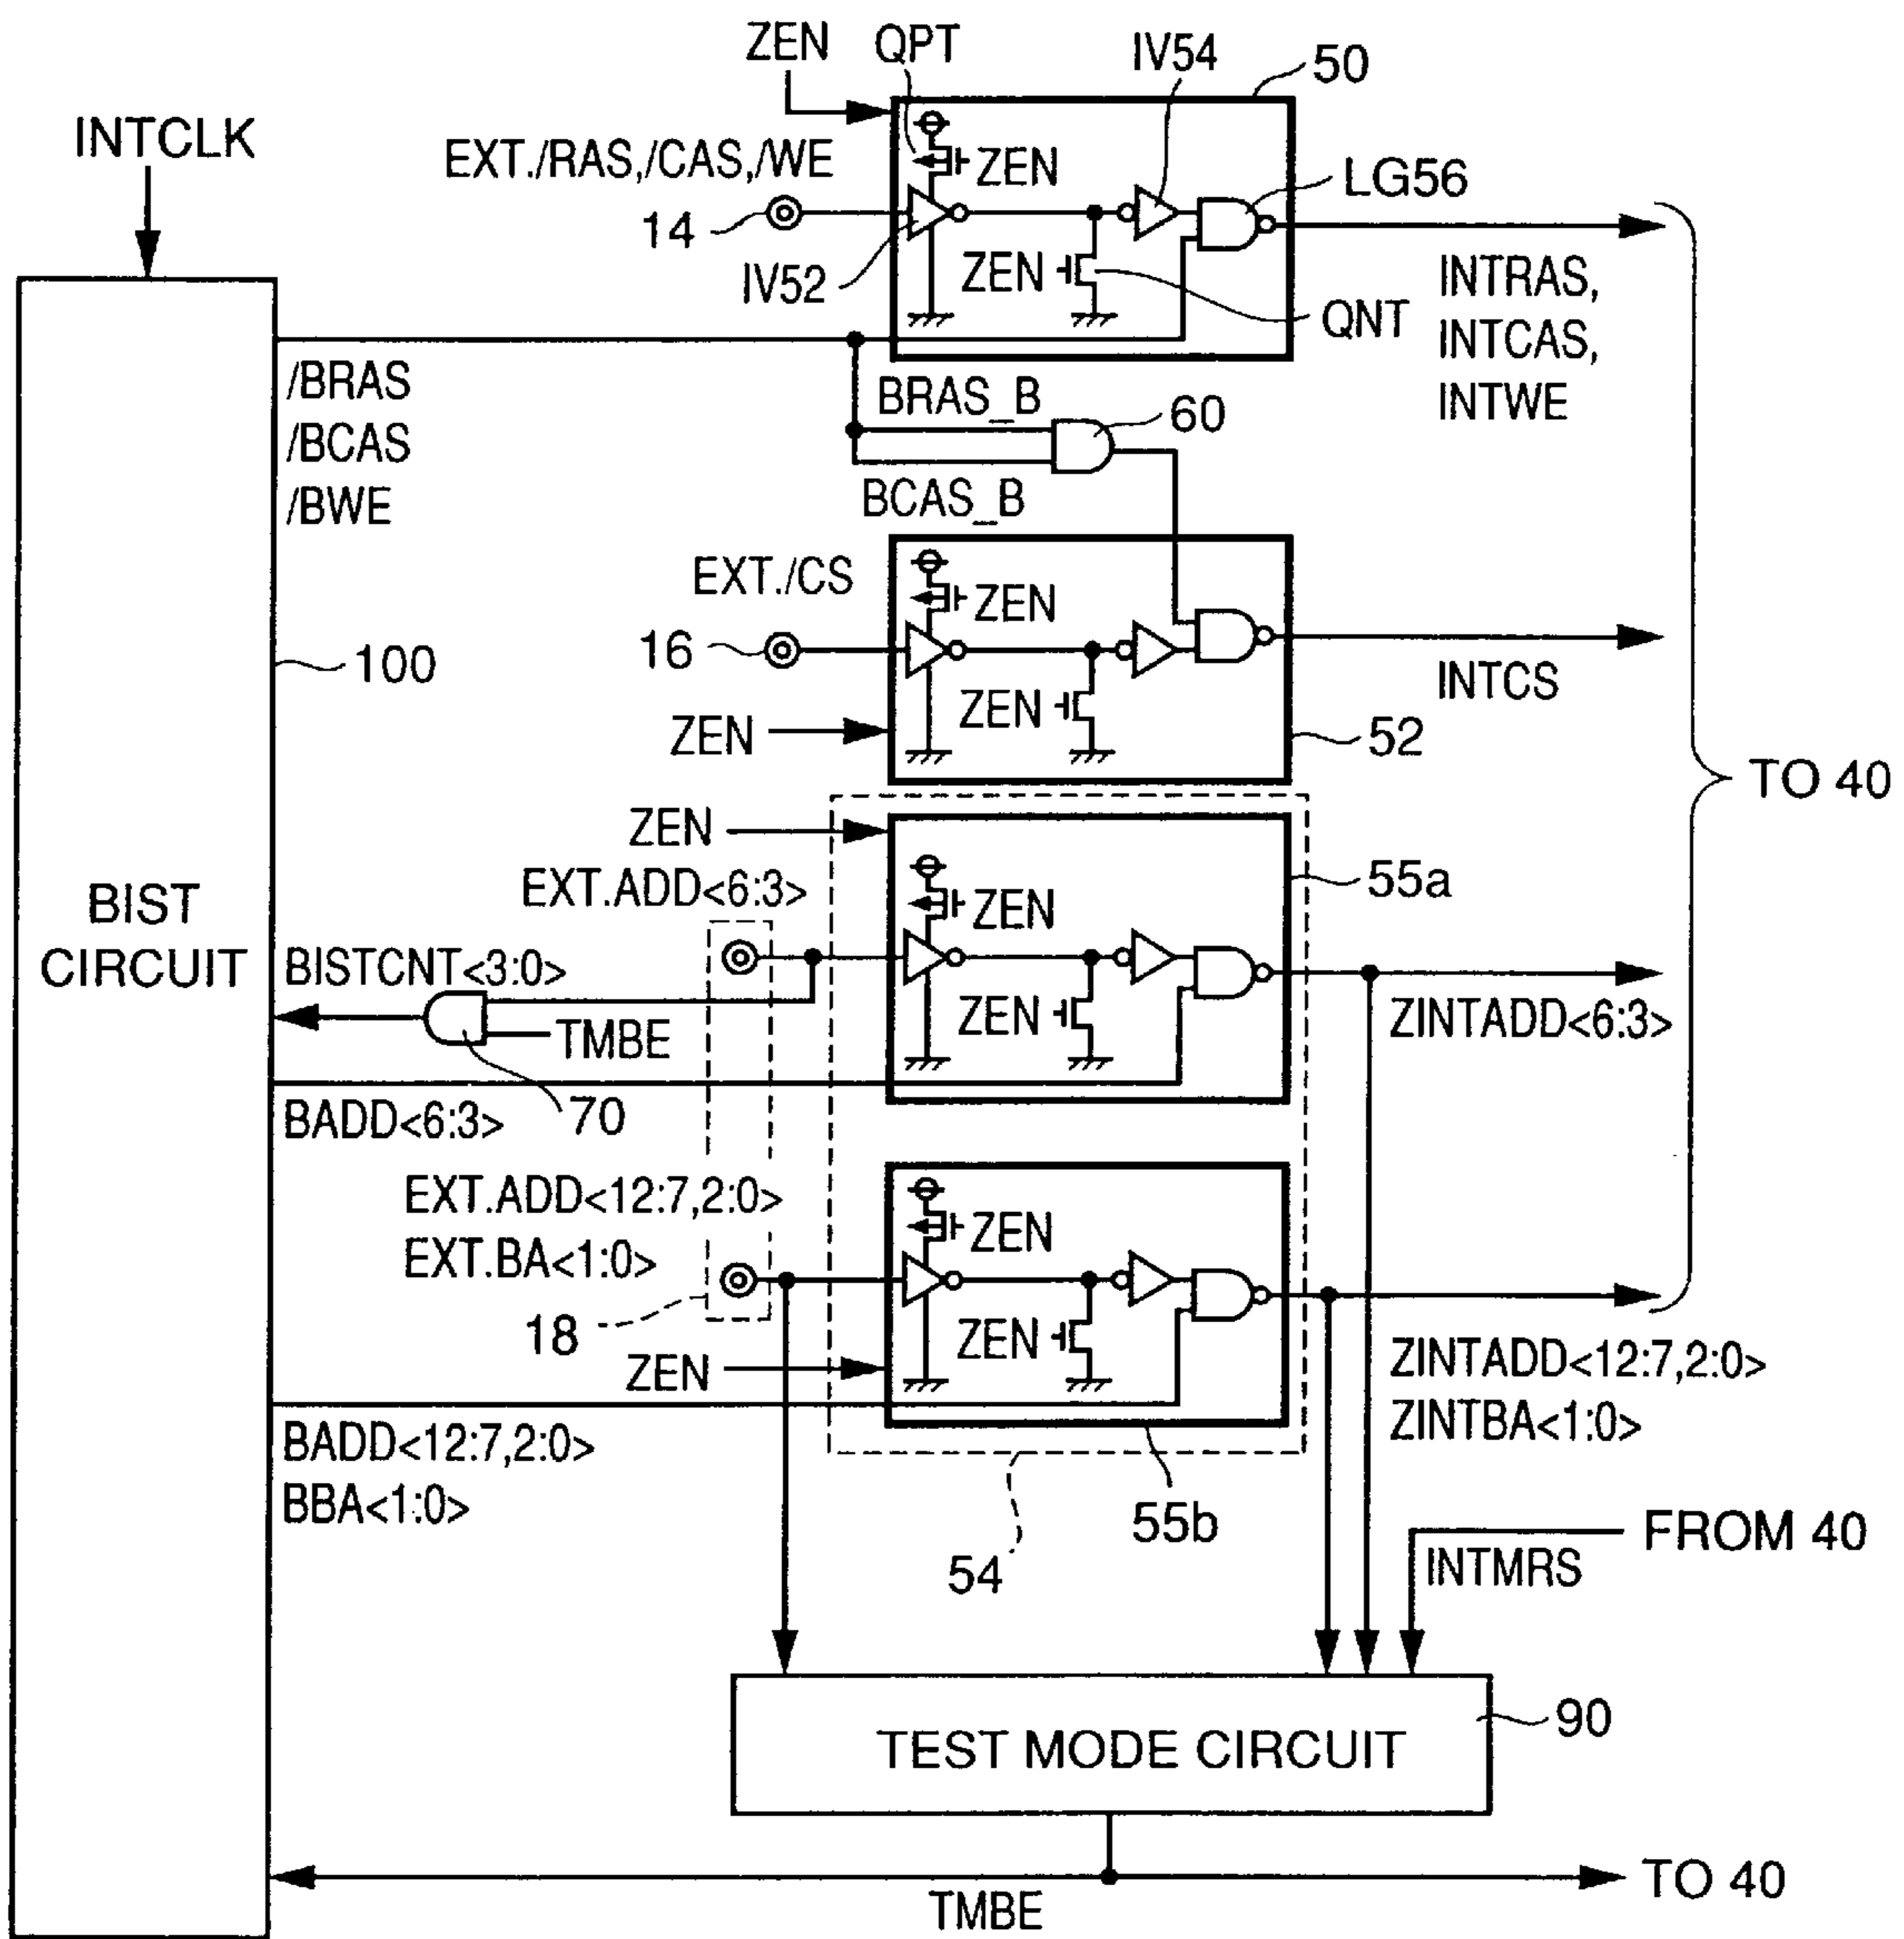 ZEN
QPT
IV54
50
INTCLK
EXT./RAS,/CAS,/WE
ZEN
LG56
14
IV52
ZEN
QNT
INTRAS,
INTCAS,
INTWE
/BRAS
/BCAS
/BWE
BRAS_B
60
BCAS_B
EXT./CS
ZEN
16
100
INTCS
ZEN
ZEN
52
TO 40
ZEN
EXT.ADD<6:3>
ZEN
55a
BIST
CIRCUIT
BISTCNT<3:0>
TMBE
ZEN
ZINTADD<6:3>
BADD<6:3>
70
EXT.ADD<12:7,2:0>
EXT.BA<1:0>
ZEN
18
ZEN
ZEN
ZINTADD<12:7,2:0>
ZINTBA<1:0>
BADD<12:7,2:0>
BBA<1:0>
55b
54
FROM 40
INTMRS
90
TEST MODE CIRCUIT
TMBE
TO 40